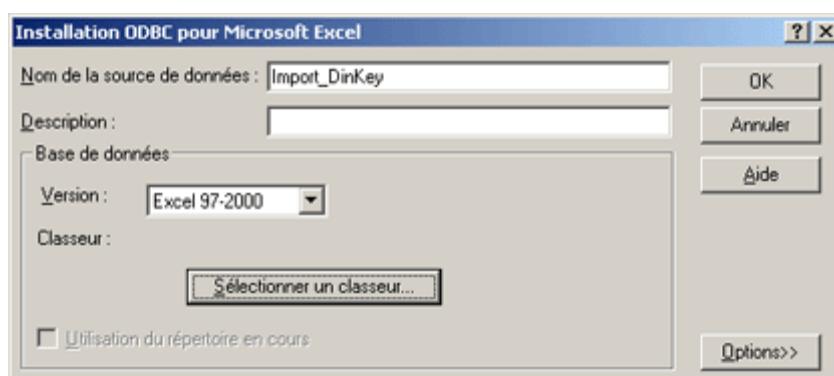 Installation ODBC pour Microsoft Excel
Nom de la source de données : Import_DinKey
OK
Description :
Annuler
Base de données
Aide
Version : Excel 97-2000
Classeur :
Sélectionner un classeur...
Utilisation du répertoire en cours
Options>>